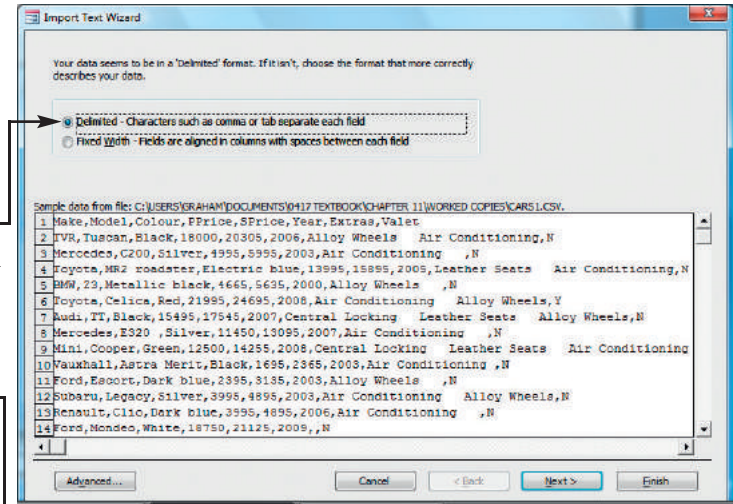 Import Text Wizard
Your data seems to be in a 'Delimited' format. If it isn't, choose the format that more correctly
describes your data.
Delimited - Characters such as comma or tab separate each field
Fixed Width - Fields are aligned in columns with spaces between each field
Sample data from file: C:\USERS\GRAHAM\DOCUMENTS\0417 TEXTBOOK\CHAPTER 11\WORKED COPIES\CARS1.CSV.
1 Make,Model,Colour,PPrice,SPrice,Year,Extras,Valet
2 TVR,Tuscan,Black,18000,20305,2006,Alloy Wheels   Air Conditioning,N
3 Mercedes,C200,Silver,4995,5995,2003,Air Conditioning   ,N
4 Toyota,MR2 roadster,Electric blue,13995,15895,2005,Leather Seats   Air Conditioning,N
5 BMW,Z3,Metallic black,4665,5635,2000,Alloy Wheels   ,N
6 Toyota,Celica,Red,21995,24695,2008,Air Conditioning   Alloy Wheels,Y
7 Audi,TT,Black,15495,17545,2007,Central Locking   Leather Seats   Alloy Wheels,N
8 Mercedes,E320 ,Silver,11450,13095,2007,Air Conditioning   ,N
9 Mini,Cooper,Green,12500,14255,2008,Central Locking   Leather Seats   Air Conditioning
10 Vauxhall,Astra Merit,Black,1695,2365,2003,Air Conditioning ,N
11 Ford,Escort,Dark blue,2395,3135,2003,Alloy Wheels   ,N
12 Subaru,Legacy,Silver,3995,4895,2003,Air Conditioning   Alloy Wheels,N
13 Renault,Clio,Dark blue,3995,4895,2006,Air Conditioning   ,N
14 Ford,Mondeo,White,18750,21125,2009,,N
Advanced... Cancel < Back Next > Finish